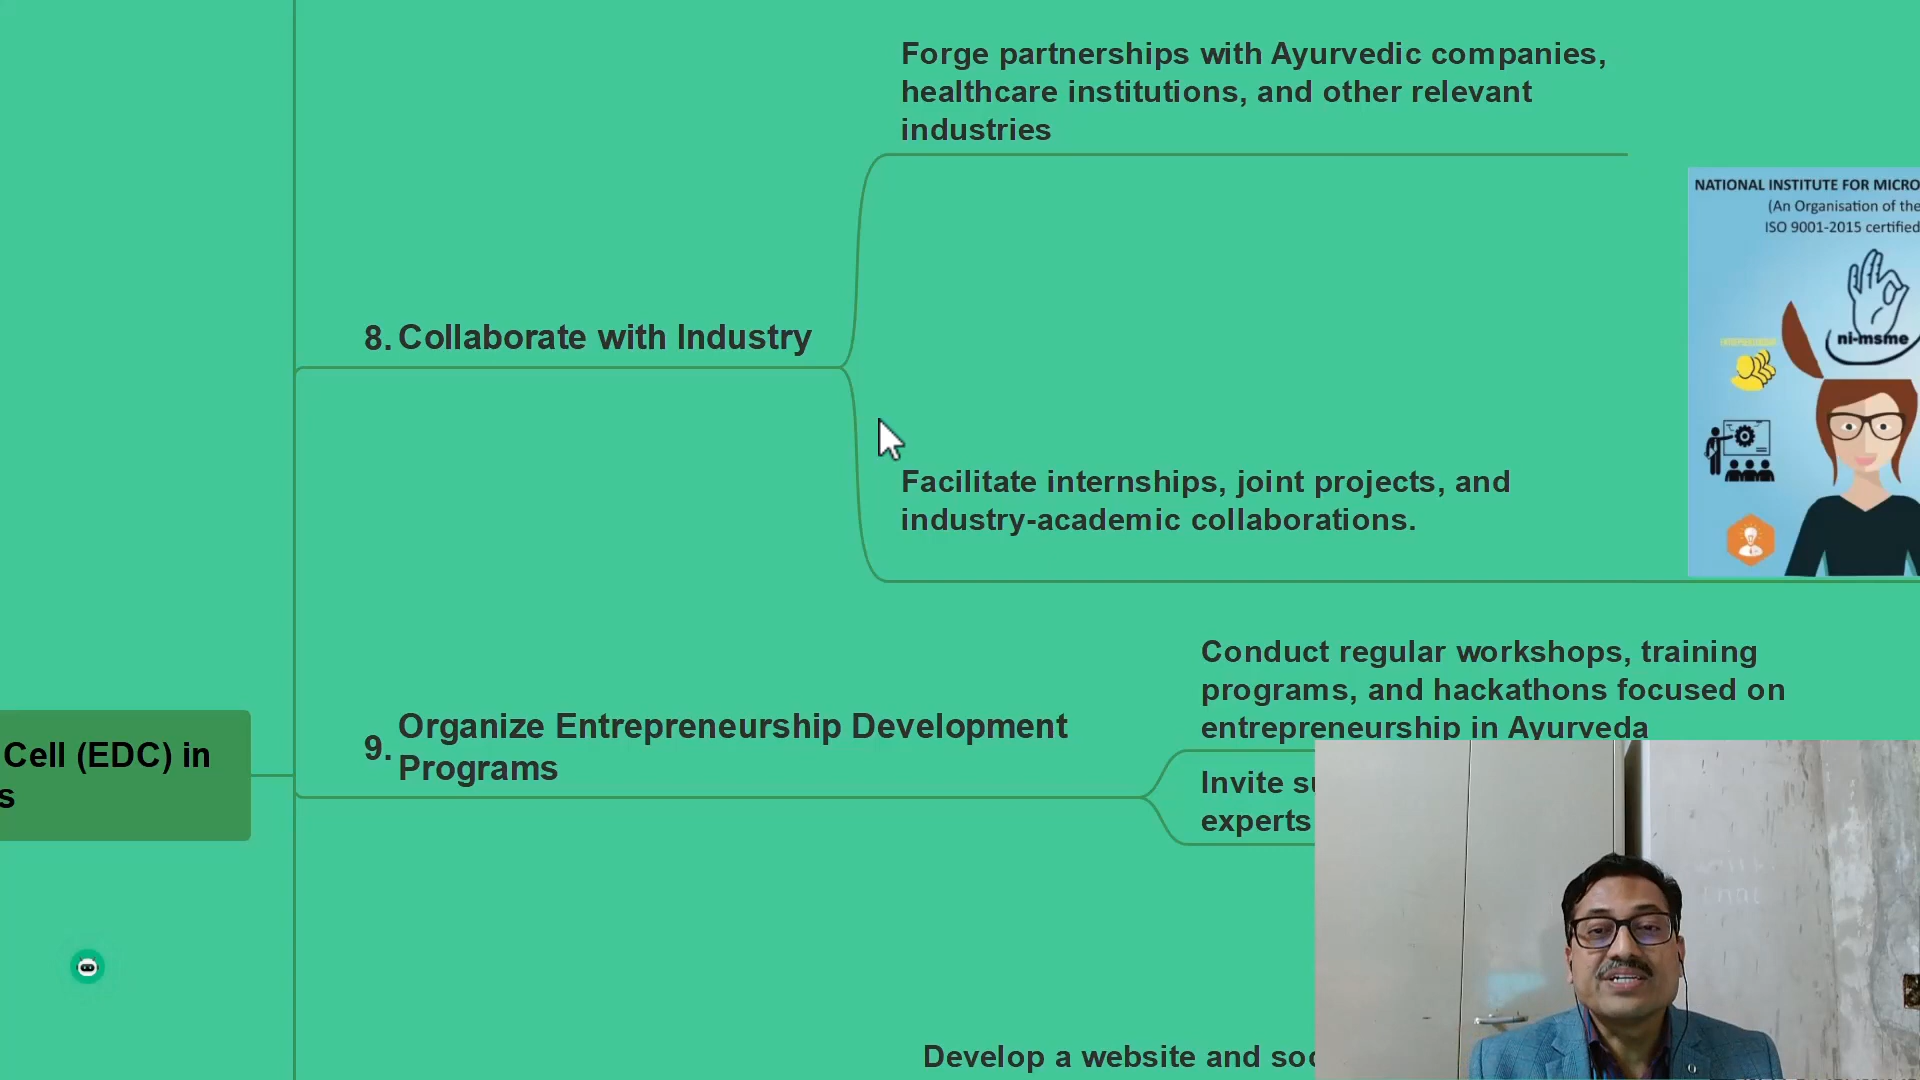 Forge partnerships with Ayurvedic companies,
healthcare institutions, and other relevant
industries
NATIONAL INSTITUTE FOR MICRO
(An Organisation of the
ISO 9001-2015 certified
ni-msme
8. Collaborate with Industry
Facilitate internships, joint projects, and
industry-academic collaborations.
Conduct regular workshops, training
programs, and hackathons focused on
entrepreneurship in Ayurveda
9. Organize Entrepreneurship Development
Programs
Cell (EDC) in
s
Invite
experts
Develop a website and